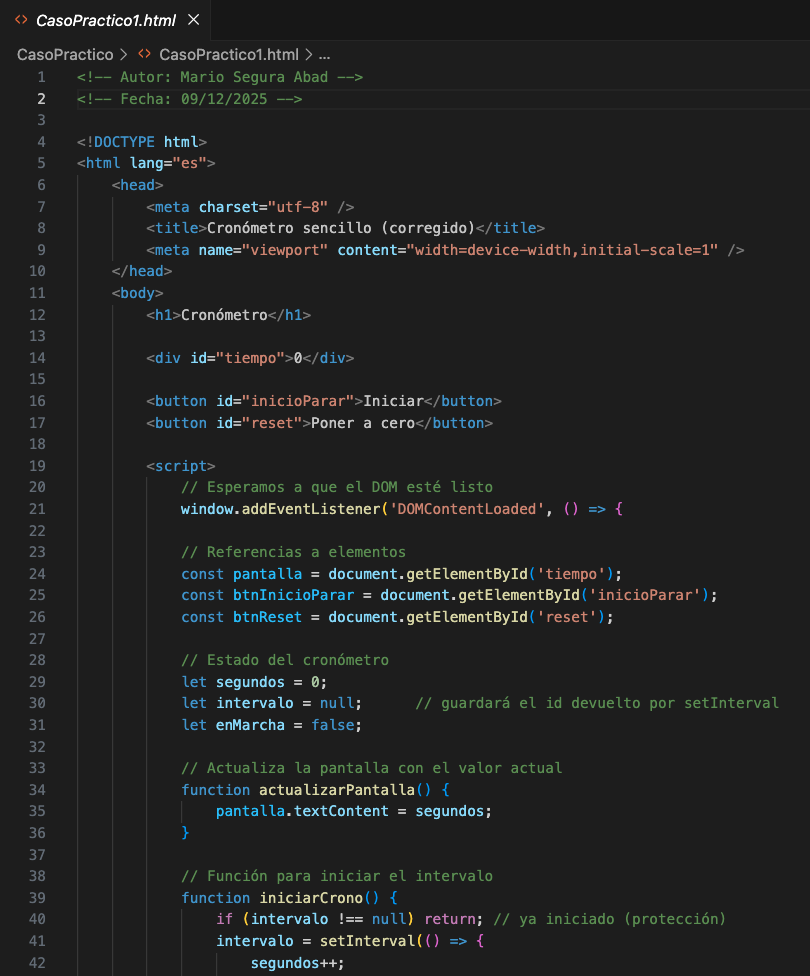 <> CasoPractico1.html ×
CasoPractico > <> CasoPractico1.html > ...
1 <!-- Autor: Mario Segura Abad -->
2 <!-- Fecha: 09/12/2025 -->
3
4 <!DOCTYPE html>
5 <html lang="es">
6 <head>
7 <meta charset="utf-8" />
8 <title>Cronómetro sencillo (corregido)</title>
9 <meta name="viewport" content="width=device-width,initial-scale=1" />
10 </head>
11 <body>
12 <h1>Cronómetro</h1>
13
14 <div id="tiempo">0</div>
15
16 <button id="inicioParar">Iniciar</button>
17 <button id="reset">Poner a cero</button>
18
19 <script>
20 // Esperamos a que el DOM esté listo
21 window.addEventListener('DOMContentLoaded', () => {
22
23 // Referencias a elementos
24 const pantalla = document.getElementById('tiempo');
25 const btnInicioParar = document.getElementById('inicioParar');
26 const btnReset = document.getElementById('reset');
27
28 // Estado del cronómetro
29 let segundos = 0;
30 let intervalo = null; // guardará el id devuelto por setInterval
31 let enMarcha = false;
32
33 // Actualiza la pantalla con el valor actual
34 function actualizarPantalla() {
35 pantalla.textContent = segundos;
36 }
37
38 // Función para iniciar el intervalo
39 function iniciarCrono() {
40 if (intervalo !== null) return; // ya iniciado (protección)
41 intervalo = setInterval(() => {
42 segundos++;